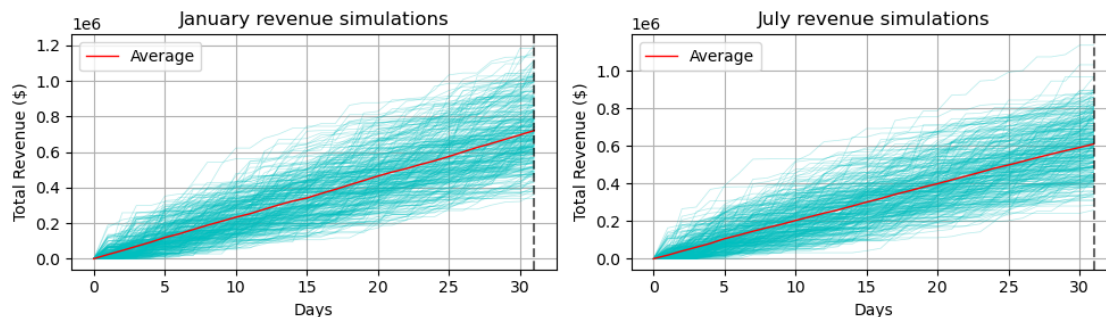 January revenue simulations
1e6
Average
1.2
1.0
0.8
0.6
0.4
0.2
0.0
Total Revenue ($)
0 5 10 15 20 25 30
Days
July revenue simulations
1e6
Average
1.0
0.8
0.6
0.4
0.2
0.0
Total Revenue ($)
0 5 10 15 20 25 30
Days